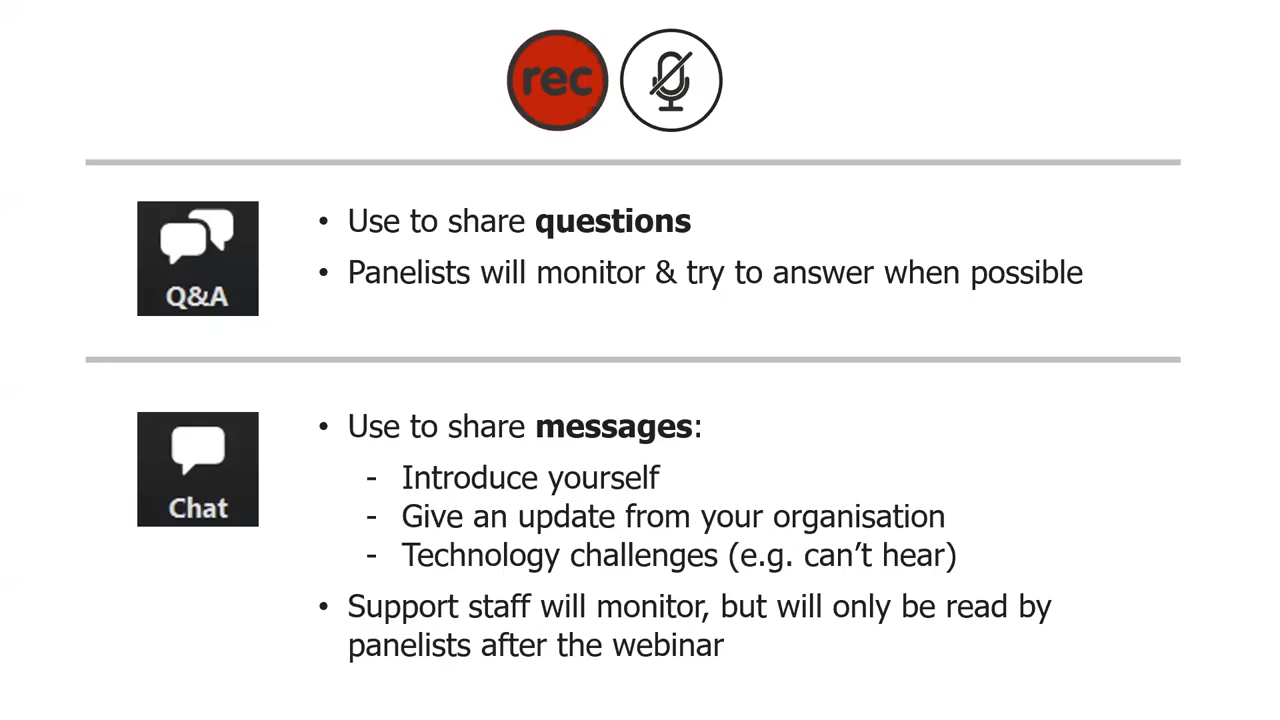 rec
Q&A
• Use to share questions
• Panelists will monitor & try to answer when possible
Chat
• Use to share messages:
- Introduce yourself
- Give an update from your organisation
- Technology challenges (e.g. can’t hear)
• Support staff will monitor, but will only be read by
panelists after the webinar